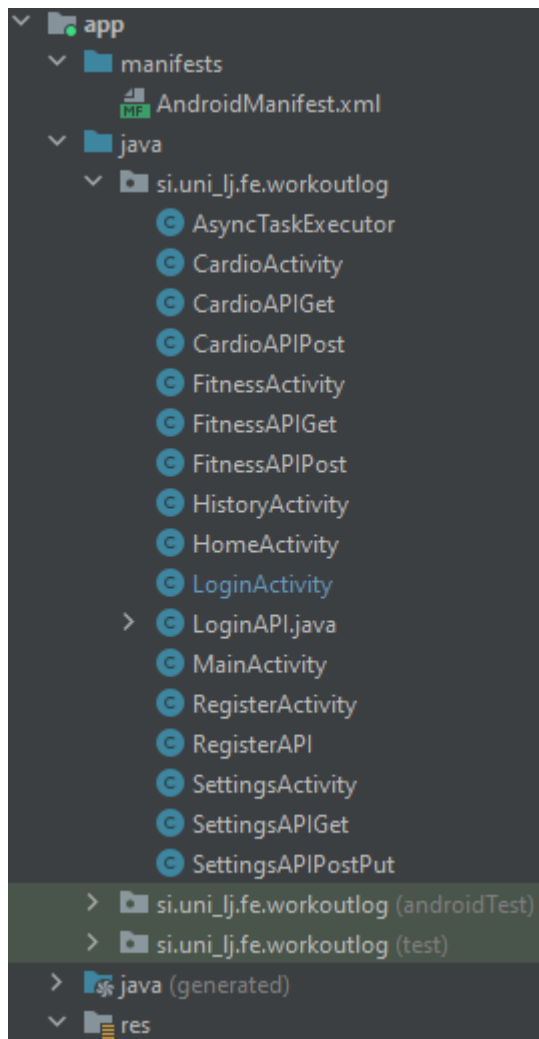 app
manifests
MF AndroidManifest.xml
java
si.uni_lj.fe.workoutlog
C AsyncTaskExecutor
C CardioActivity
C CardioAPIGet
C CardioAPIPost
C FitnessActivity
C FitnessAPIGet
C FitnessAPIPost
C HistoryActivity
C HomeActivity
C LoginActivity
C LoginAPI.java
C MainActivity
C RegisterActivity
C RegisterAPI
C SettingsActivity
C SettingsAPIGet
C SettingsAPIPostPut
si.uni_lj.fe.workoutlog (androidTest)
si.uni_lj.fe.workoutlog (test)
java (generated)
res